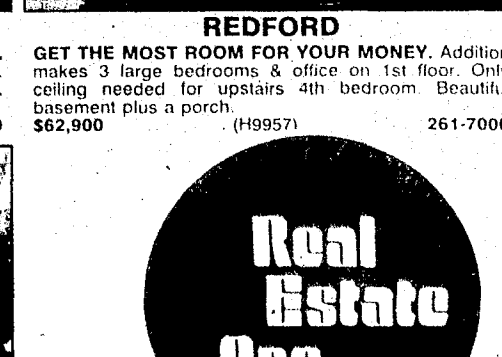 REDFORD
GET THE MOST ROOM FOR YOUR MONEY. Addition
makes 3 large bedrooms & office on 1st floor. Only
ceiling needed for upstairs 4th bedroom. Beautiful
basement plus a porch.
$62,900 (H9957) 261-7000
Real
Estate
One